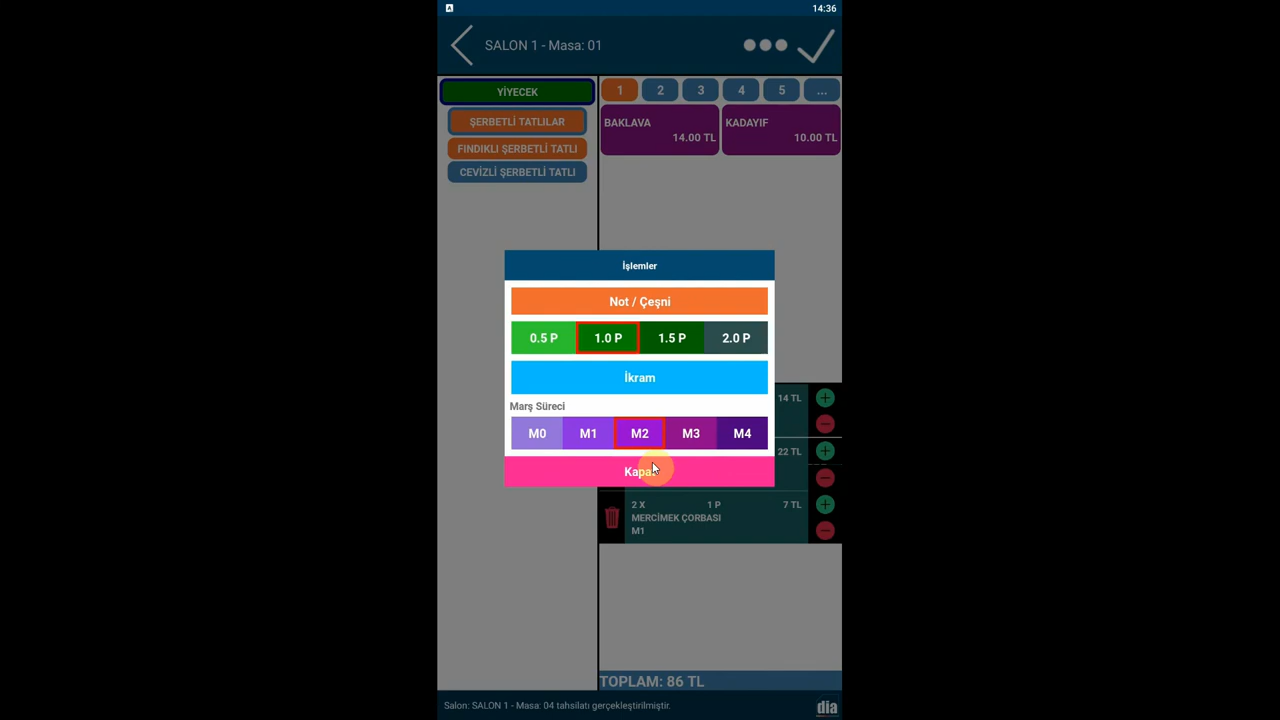 A
14:36
SALON 1 - Masa: 01
YİYECEK
ŞERBETLİ TATLILAR
FINDIKLI ŞERBETLİ TATLI
CEVİZLİ ŞERBETLİ TATLI
1 2 3 4 5 ...
BAKLAVA
14.00 TL
KADAYIF
10.00 TL
İşlemler
Not / Çeşni
0.5 P 1.0 P 1.5 P 2.0 P
İkram
Marş Süreci
M0 M1 M2 M3 M4
14 TL
22 TL
2 X 1 P 7 TL
MERCİMEK ÇORBASI
M1
TOPLAM: 86 TL
Salon: SALON 1 - Masa: 04 tahsilatı gerçekleştirilmiştir.
dia